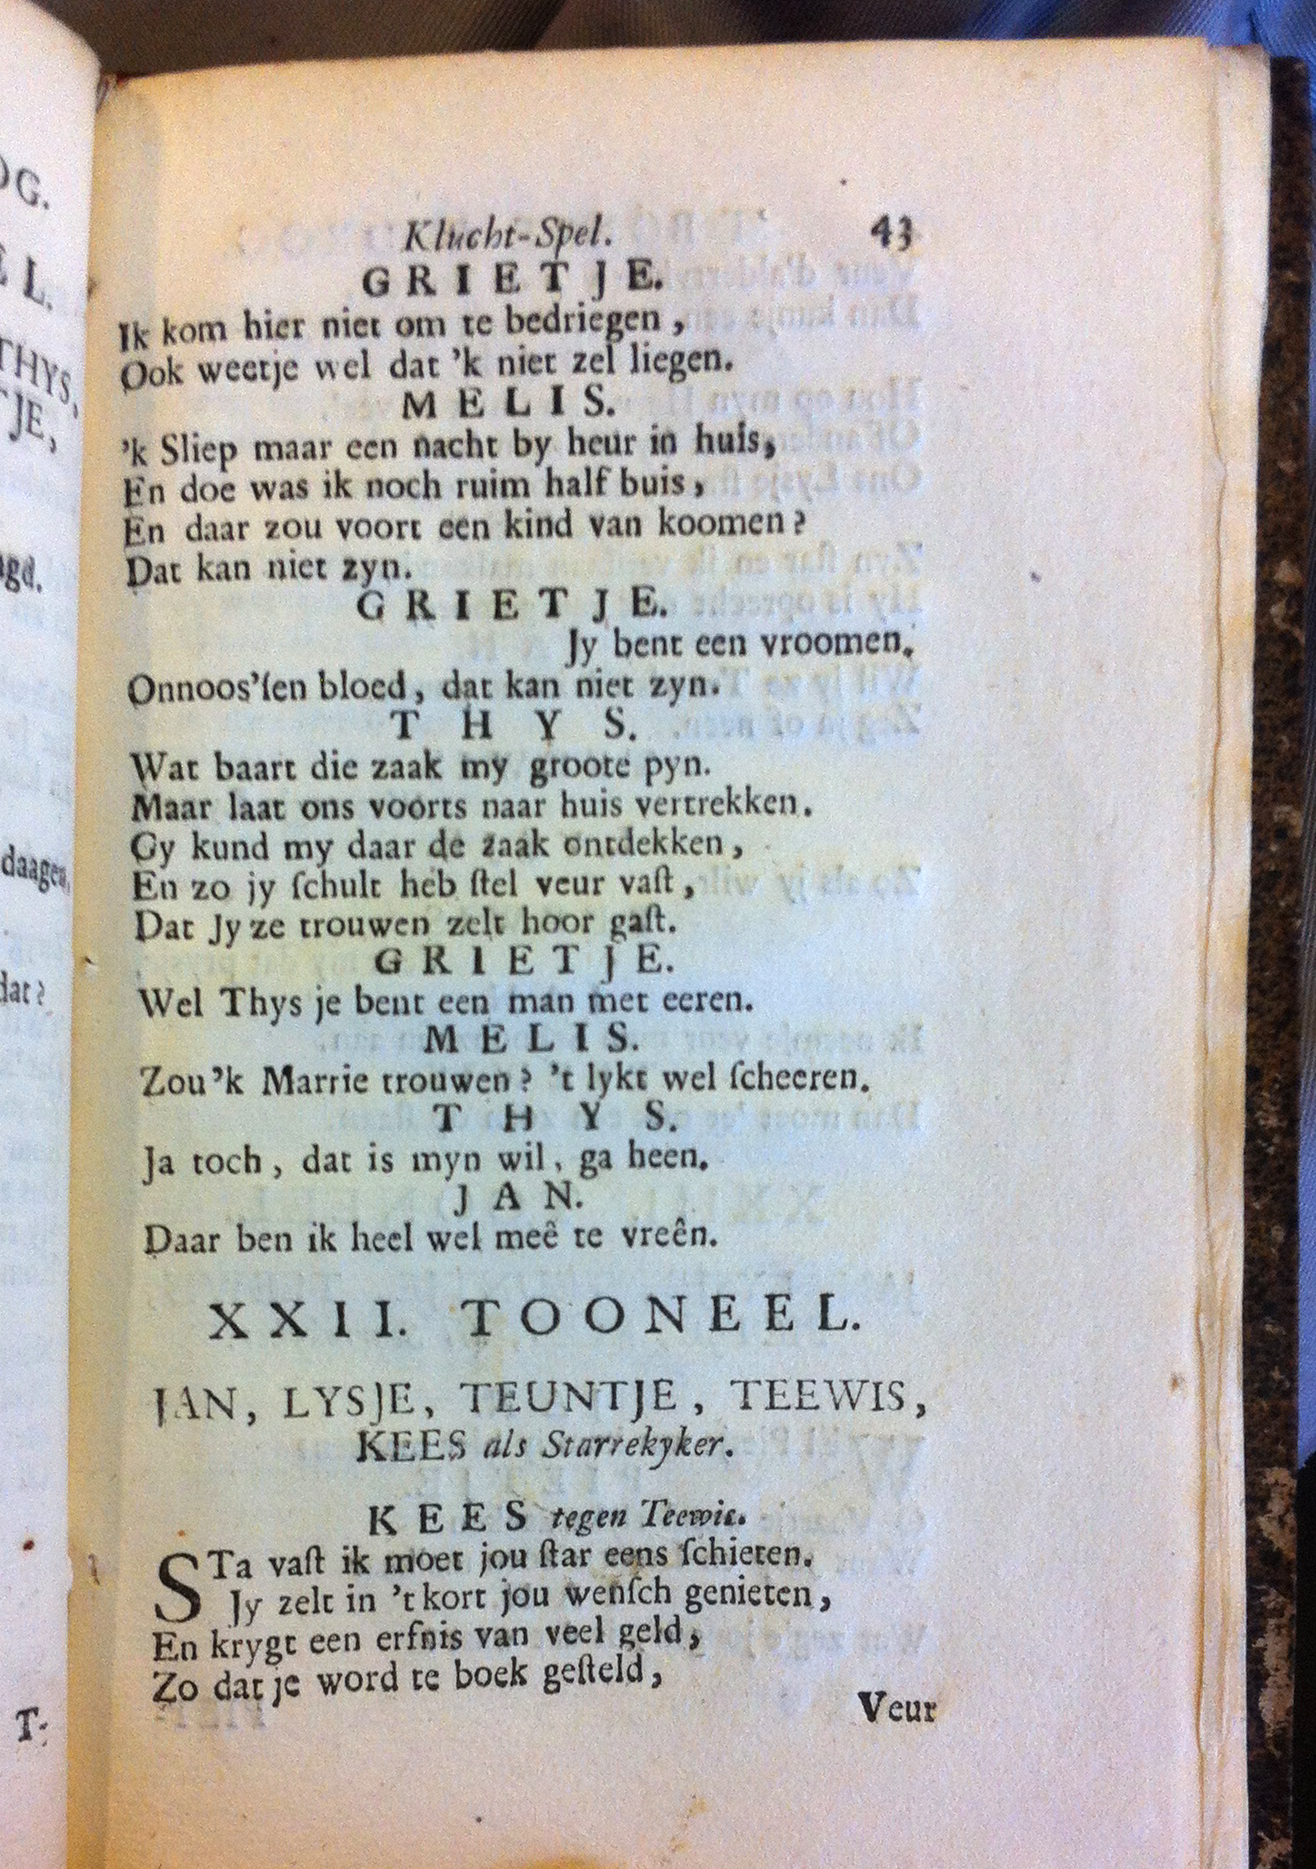 OG.
EL.
THYS,
TJE,
agd.
daagen,
dat?
T-
Klucht-Spel. 43
GRIETJE.
Ik kom hier niet om te bedriegen,
Ook weetje wel dat 'k niet zel liegen.
MELIS.
'k Sliep maar een nacht by heur in huis,
En doe was ik noch ruim half buis,
En daar zou voort een kind van koomen?
Dat kan niet zyn.
GRIETJE.
Jy bent een vroomen,
Onnoos'len bloed, dat kan niet zyn.
THYS.
Wat baart die zaak my groote pyn.
Maar laat ons voorts naar huis vertrekken.
Gy kund my daar de zaak ontdekken,
En zo jy ſchult heb ſtel veur vaſt,
Dat Jy ze trouwen zelt hoor gaſt.
GRIETJE.
Wel Thys je bent een man met eeren.
MELIS.
Zou'k Marrie trouwen? 't lykt wel ſcheeren.
THYS.
Ja toch, dat is myn wil, ga heen.
JAN.
Daar ben ik heel wel meê te vreên.
XXII. TOONEEL.
JAN, LYSJE, TEUNTJE, TEEWIS,
KEES als Starrekyker.
KEES tegen Teewis.
STa vaſt ik moet jou ſtar eens ſchieten.
Jy zelt in 't kort jou wenſch genieten,
En krygt een erfnis van veel geld,
Zo dat je word te boek geſteld,
Veur